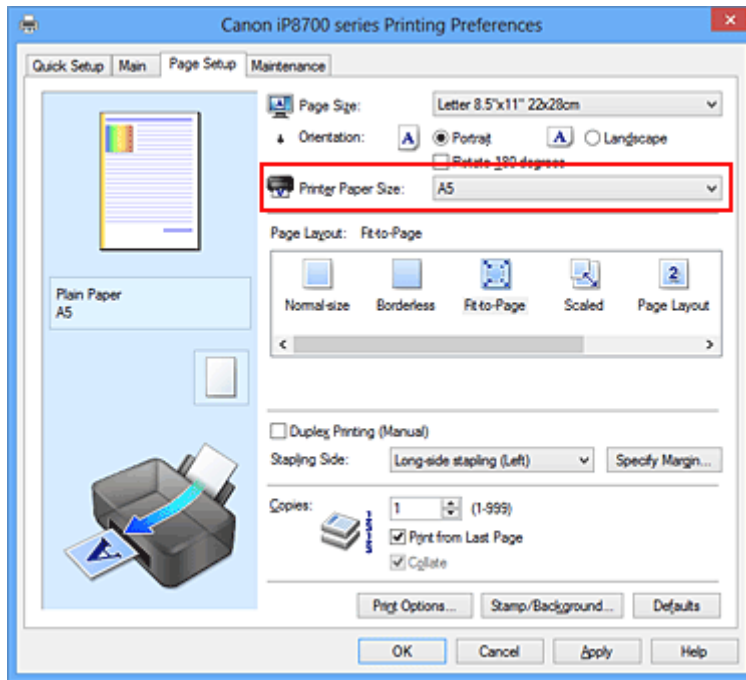 Canon iP8700 series Printing Preferences
Quick Setup Main Page Setup Maintenance
Page Size: Letter 8.5"x11" 22x28cm
Orientation: A Portrait A Landscape
Rotate 180 degrees
Printer Paper Size: A5
Page Layout: Fit-to-Page
2
Normal-size Borderless Fit-to-Page Scaled Page Layout
Plain Paper
A5
Duplex Printing (Manual)
Stapling Side: Long-side stapling (Left) Specify Margin...
Copies: 1 (1-999)
Print from Last Page
Collate
A
Print Options... Stamp/Background... Defaults
OK Cancel Apply Help